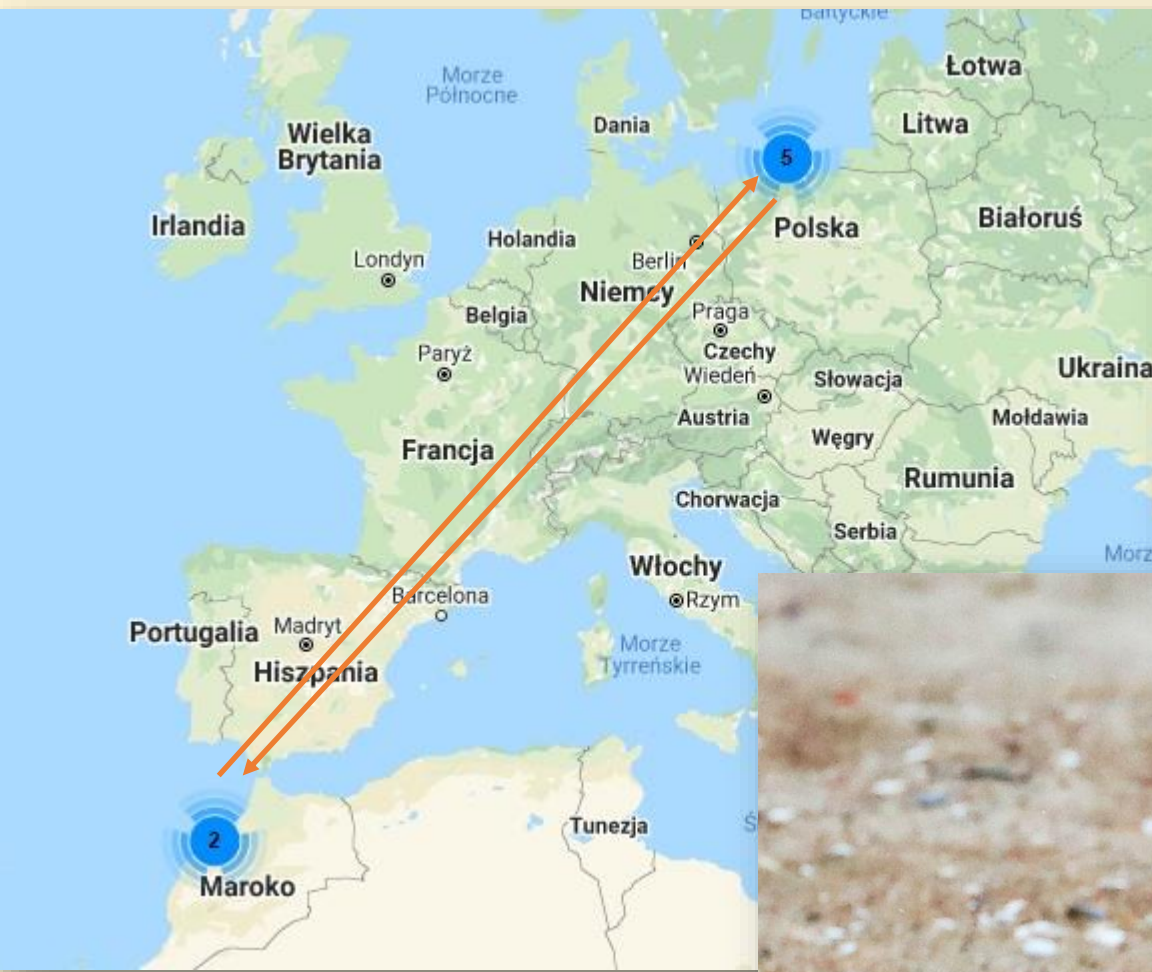 Bałtyckie
Łotwa
Morze
Północne
Dania
Litwa
Wielka
Brytania
5
Irlandia
Białoruś
Polska
Holandia
Londyn
Berlin
Niemcy
Belgia
Praga
Czechy
Paryż
Ukraina
Wiedeń
Słowacja
Austria
Mołdawia
Węgry
Francja
Rumunia
Chorwacja
Serbia
Morz
Włochy
Barcelona
Rzym
Portugalia
Madryt
Morze
Tyrreńskie
Hiszpania
Tunezja
Ś
2
Maroko